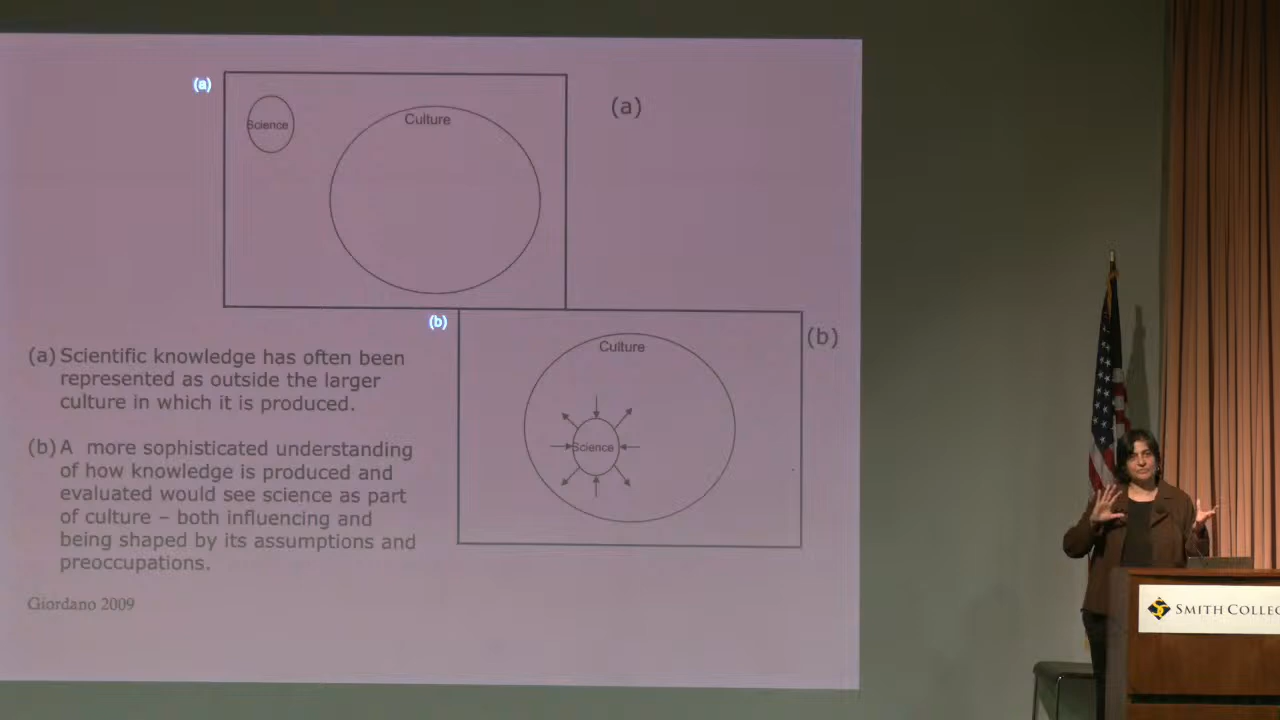 (a)
Science
Culture
(a)
(b)
Culture
(b)
Science
(a) Scientific knowledge has often been
represented as outside the larger
culture in which it is produced.
(b) A more sophisticated understanding
of how knowledge is produced and
evaluated would see science as part
of culture – both influencing and
being shaped by its assumptions and
preoccupations.
Giordano 2009
SMITH